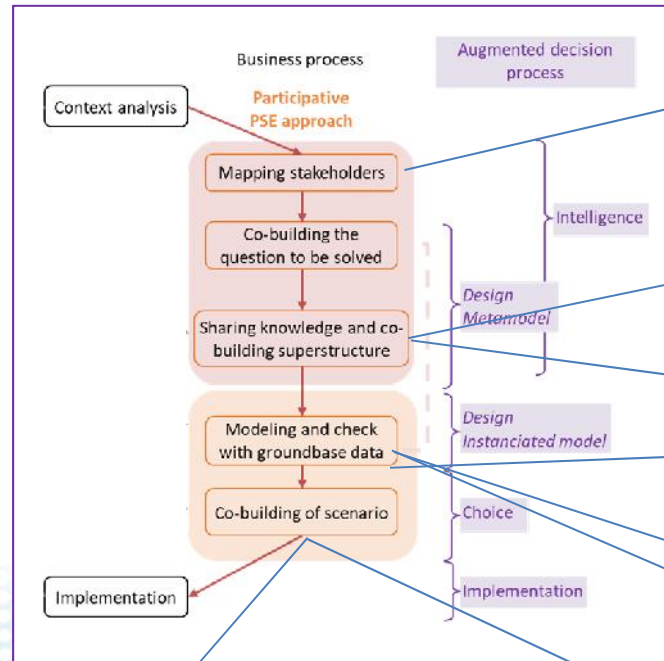 Business process
Augmented decision
process
Participative
PSE approach
Context analysis
Mapping stakeholders
Intelligence
Co-building the
question to be solved
Design
Metamodel
Sharing knowledge and co-
building superstructure
Modeling and check
with groundbase data
Design
Instanciated model
Co-building of scenario
Choice
Implementation
Implementation